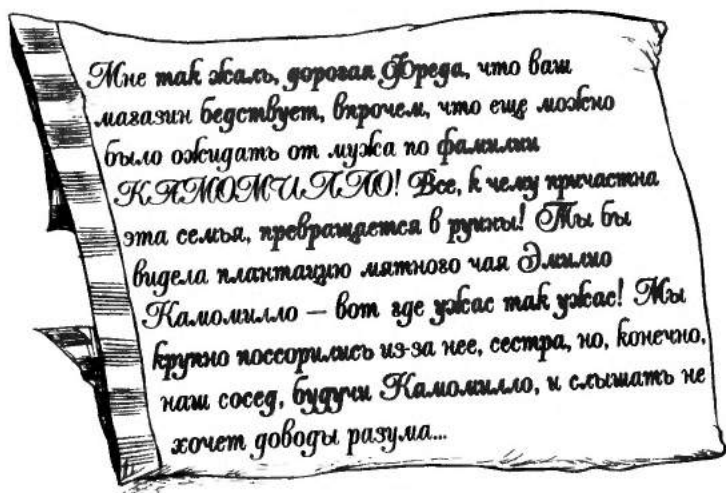 Мне так жаль, дорогая Фреда, что ваш
магазин бедствует, впрочем, что еще можно
было ожидать от мужа по фамилии
КАМОМИЛЛО! Все, к чему причастна
эта семья, превращается в руины! Ты бы
видела плантацию мятного чая Эмилио
Камомилло — вот где ужас так ужас! Мы
крупно поссорились из-за нее, сестра, но, конечно,
наш сосед, будучи Камомилло, и слышать не
хочет доводы разума...